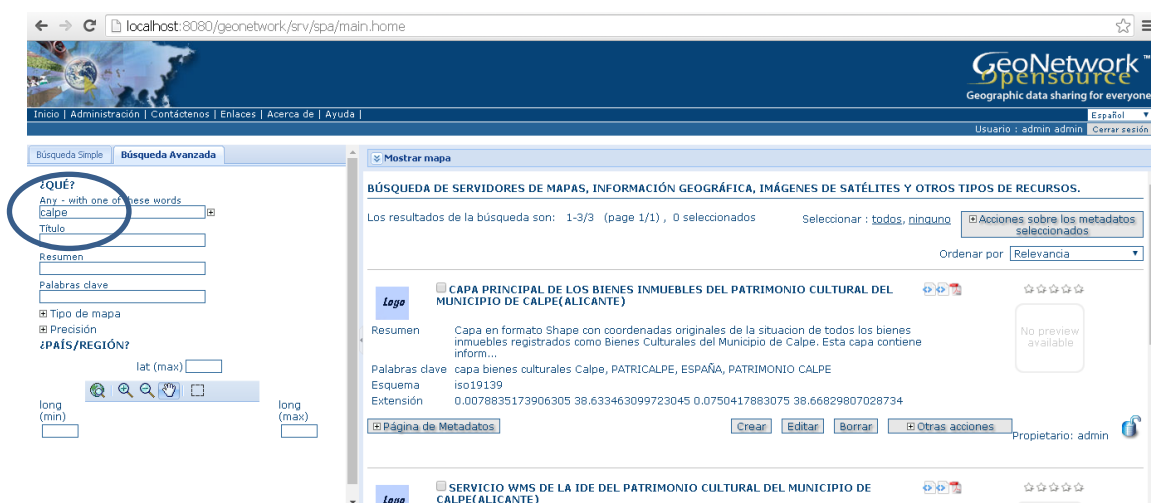 localhost:8080/geonetwork/srv/spa/main.home
GeoNetwork™
opensource
Geographic data sharing for everyone
Inicio | Administración | Contáctenos | Enlaces | Acerca de | Ayuda |
Español
Usuario : admin admin Cerrar sesión
Búsqueda Simple Búsqueda Avanzada
¿QUÉ?
Any - with one of these words
calpe
Título
Resumen
Palabras clave
Tipo de mapa
Precisión
¿PAÍS/REGIÓN?
lat (max)
long
(min)
long
(max)
Mostrar mapa
BÚSQUEDA DE SERVIDORES DE MAPAS, INFORMACIÓN GEOGRÁFICA, IMÁGENES DE SATÉLITES Y OTROS TIPOS DE RECURSOS.
Los resultados de la búsqueda son: 1-3/3 (page 1/1) , 0 seleccionados
Seleccionar : todos, ninguno
Acciones sobre los metadatos
seleccionados
Ordenar por Relevancia
Logo
CAPA PRINCIPAL DE LOS BIENES INMUEBLES DEL PATRIMONIO CULTURAL DEL
MUNICIPIO DE CALPE(ALICANTE)
Resumen Capa en formato Shape con coordenadas originales de la situacion de todos los bienes
inmuebles registrados como Bienes Culturales del Municipio de Calpe. Esta capa contiene
inform...
No preview
available
Palabras clave capa bienes culturales Calpe, PATRICALPE, ESPAÑA, PATRIMONIO CALPE
Esquema iso19139
Extensión 0.0078835173906305 38.633463099723045 0.0750417883075 38.66829807028734
Página de Metadatos Crear Editar Borrar Otras acciones
Propietario: admin
Logo
SERVICIO WMS DE LA IDE DEL PATRIMONIO CULTURAL DEL MUNICIPIO DE
CALPE(ALICANTE)